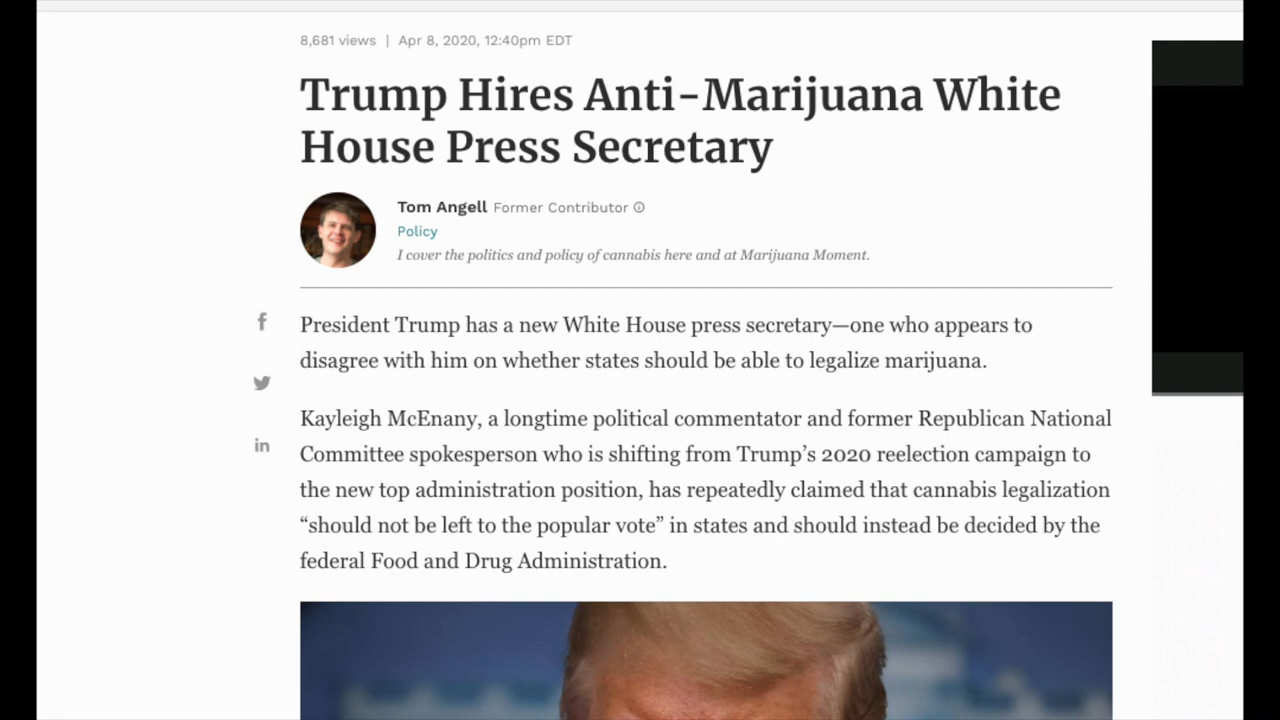 8,681 views | Apr 8, 2020, 12:40pm EDT
Trump Hires Anti-Marijuana White
House Press Secretary
Tom Angell Former Contributor
Policy
I cover the politics and policy of cannabis here and at Marijuana Moment.
President Trump has a new White House press secretary—one who appears to
disagree with him on whether states should be able to legalize marijuana.
Kayleigh McEnany, a longtime political commentator and former Republican National
Committee spokesperson who is shifting from Trump’s 2020 reelection campaign to
the new top administration position, has repeatedly claimed that cannabis legalization
“should not be left to the popular vote” in states and should instead be decided by the
federal Food and Drug Administration.